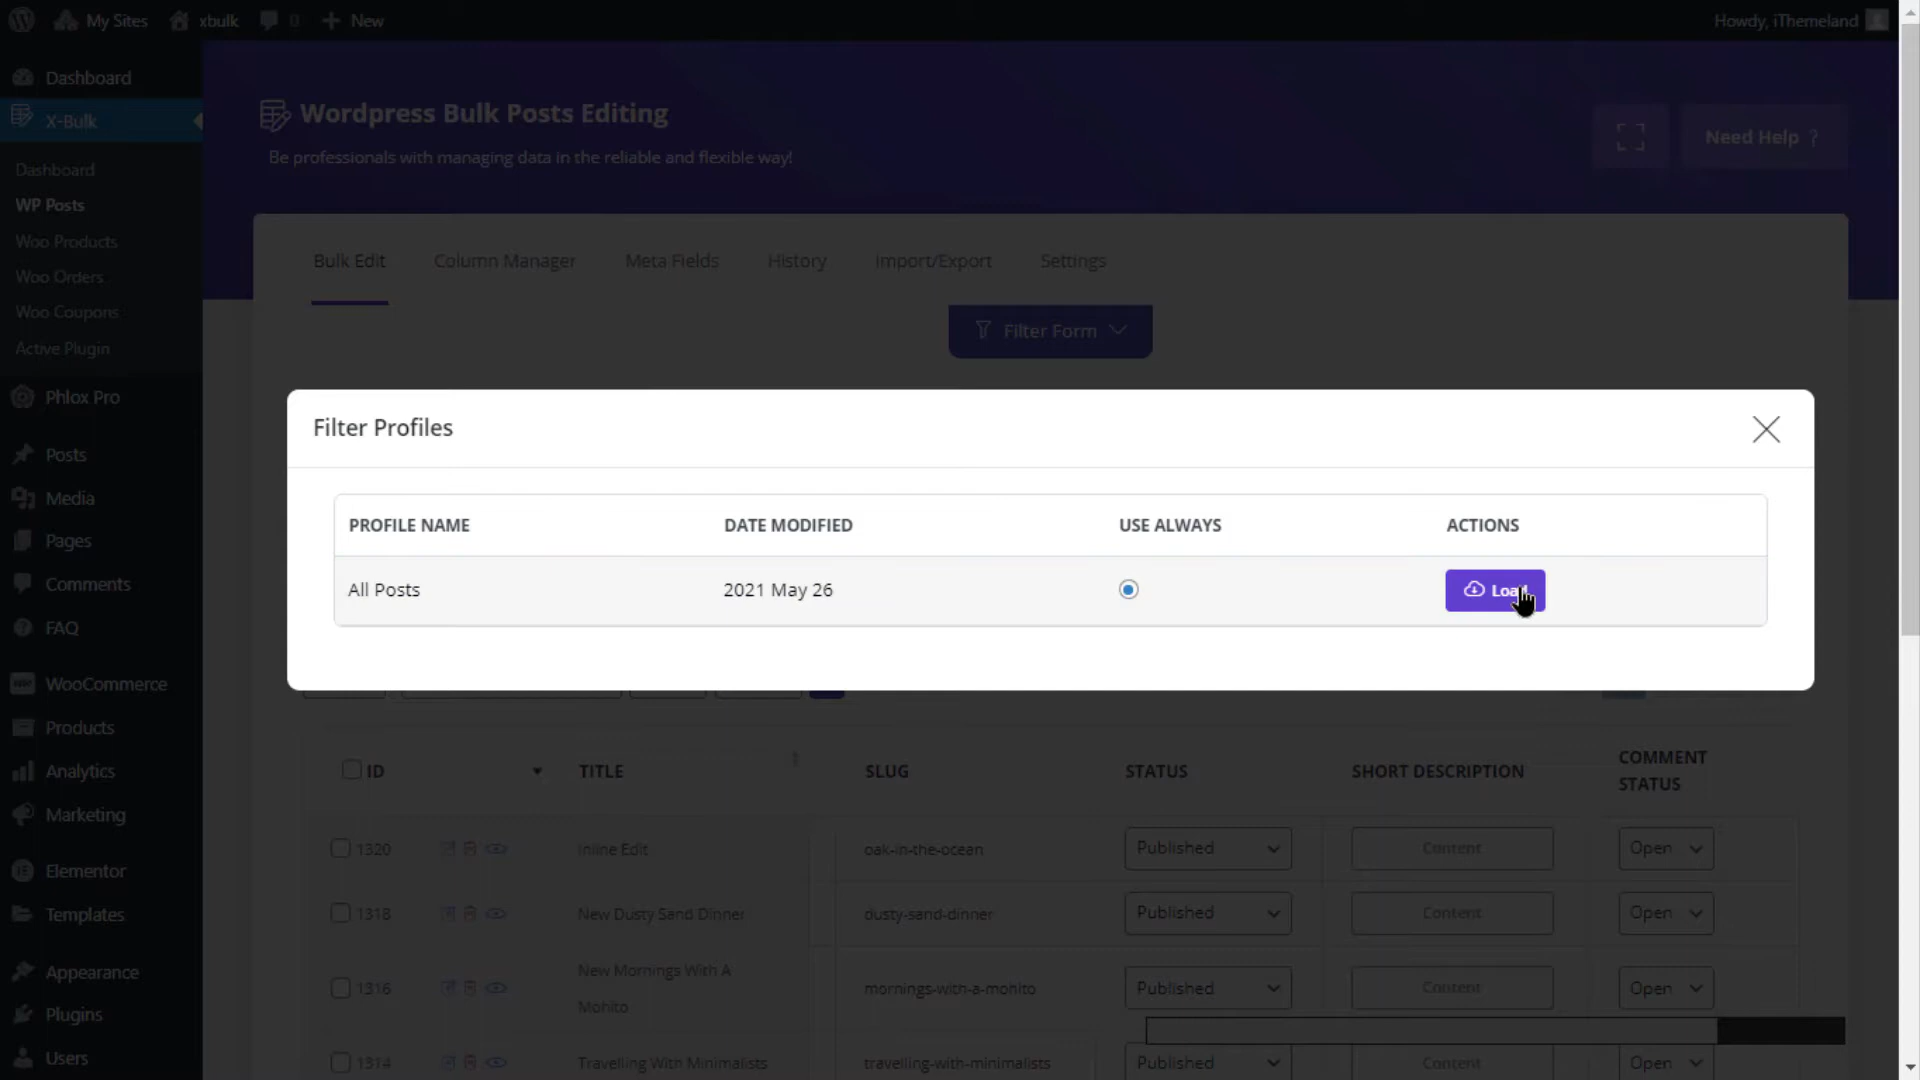 My Sites
xbulk
0
New
Howdy, iThemeland
Dashboard
X-Bulk
Dashboard
WP Posts
Woo Products
Woo Orders
Woo Coupons
Active Plugin
Phlox Pro
Posts
Media
Pages
Comments
FAQ
WooCommerce
Products
Analytics
Marketing
Elementor
Templates
Appearance
Plugins
Users
Wordpress Bulk Posts Editing
Be professionals with managing data in the reliable and flexible way!
Need Help ?
Bulk Edit Column Manager Meta Fields History Import/Export Settings
Filter Form
Filter Profiles
PROFILE NAME DATE MODIFIED USE ALWAYS ACTIONS
All Posts 2021 May 26
ID TITLE SLUG STATUS SHORT DESCRIPTION COMMENT
STATUS
1320 Inline Edit oak-in-the-ocean Published Content Open
1318 New Dusty Sand Dinner dusty-sand-dinner Published Content Open
1316 New Mornings With A
Mohito mornings-with-a-mohito Published Content Open
1314 Travelling With Minimalists travelling-with-minimalists Published Content Open